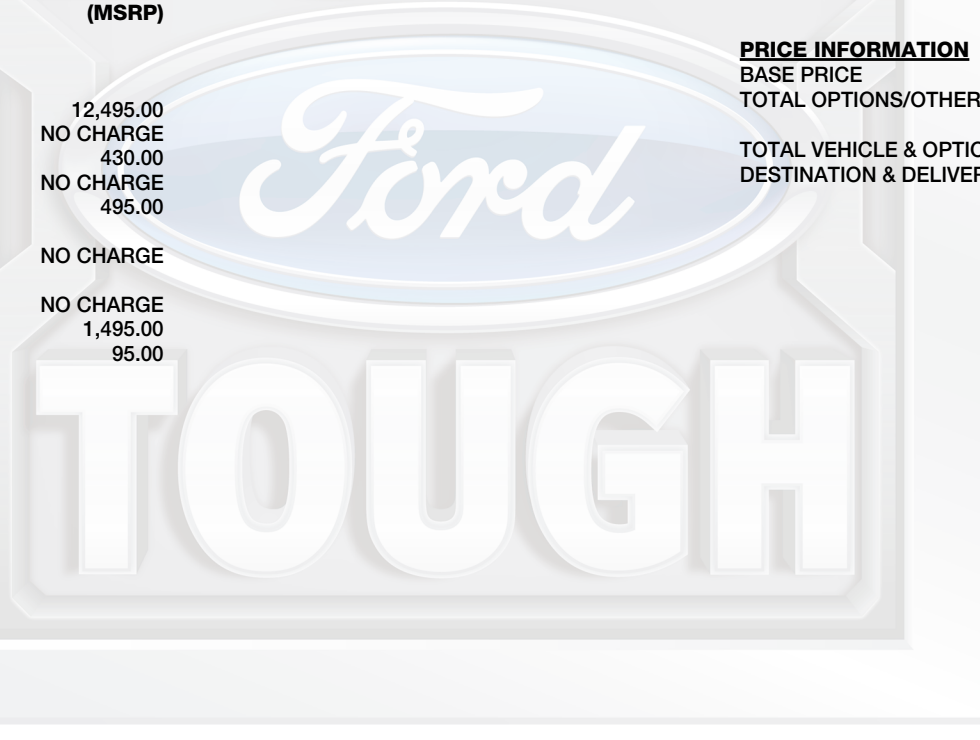 (MSRP)
12,495.00
NO CHARGE
430.00
NO CHARGE
495.00
NO CHARGE
NO CHARGE
1,495.00
95.00
PRICE INFORMATION
BASE PRICE
TOTAL OPTIONS/OTHER
TOTAL VEHICLE & OPTIO
DESTINATION & DELIVER
Ford
TOUGH